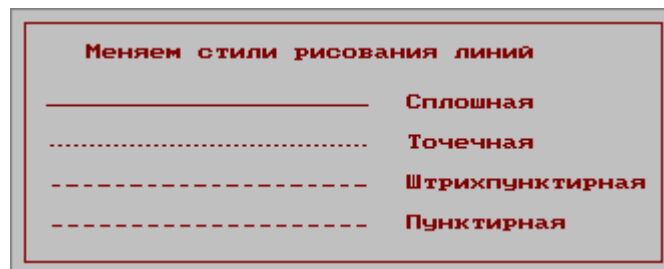 Меняем стили рисования линий
Сплошная
Точечная
Штрихпунктирная
Пунктирная